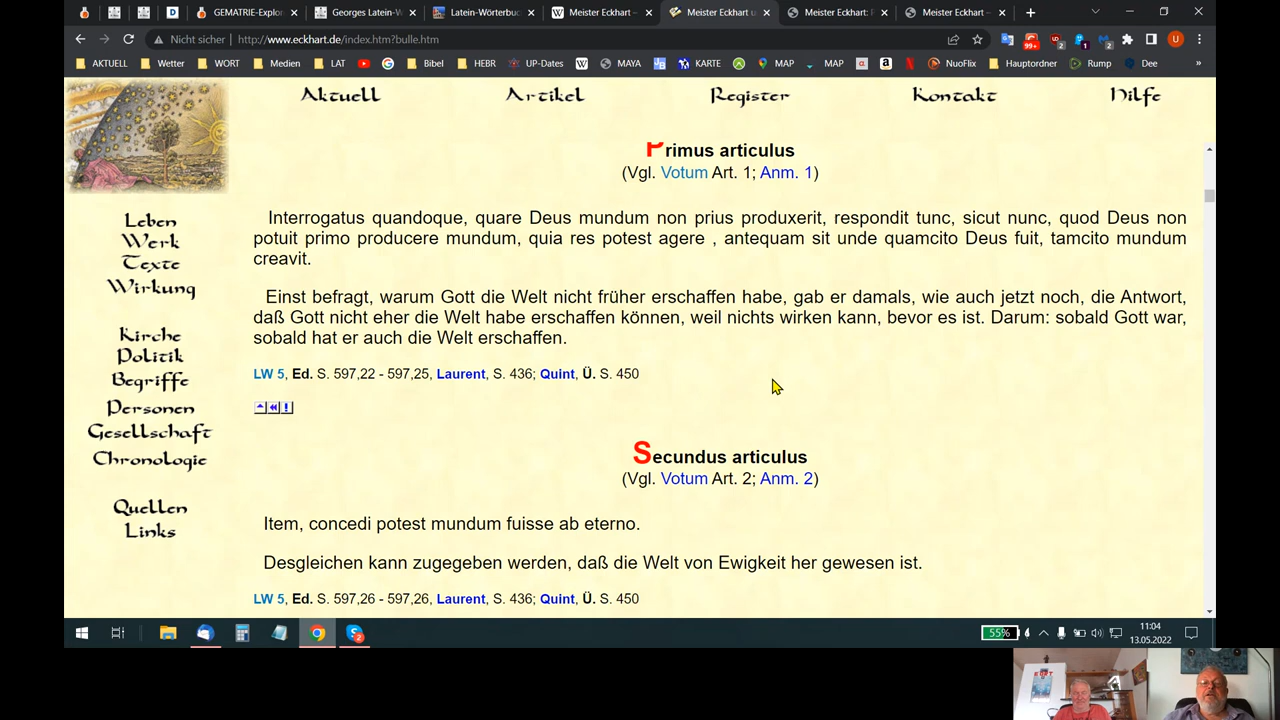 GEMATRIE-Explor
Georges Latein-W
Latein-Wörterbuc
Meister Eckhart –
Meister Eckhart u
Meister Eckhart: F
Meister Eckhart –
Nicht sicher | http://www.eckhart.de/index.htm?bulle.htm
99+ 2 1 2 U
AKTUELL Wetter WORT Medien LAT Bibel HEBR UP-Dates MAYA KARTE MAP MAP NuoFlix Hauptordner Rump Dee »
Aktuell Artikel Register Kontakt Hilfe
Leben
Werk
Texte
Wirkung
Kirche
Politik
Begriffe
Personen
Gesellschaft
Chronologie
Quellen
Links
Primus articulus
(Vgl. Votum Art. 1; Anm. 1)
Interrogatus quandoque, quare Deus mundum non prius produxerit, respondit tunc, sicut nunc, quod Deus non
potuit primo producere mundum, quia res potest agere , antequam sit unde quamcito Deus fuit, tamcito mundum
creavit.
Einst befragt, warum Gott die Welt nicht früher erschaffen habe, gab er damals, wie auch jetzt noch, die Antwort,
daß Gott nicht eher die Welt habe erschaffen können, weil nichts wirken kann, bevor es ist. Darum: sobald Gott war,
sobald hat er auch die Welt erschaffen.
LW 5, Ed. S. 597,22 - 597,25, Laurent, S. 436; Quint, Ü. S. 450
Secundus articulus
(Vgl. Votum Art. 2; Anm. 2)
Item, concedi potest mundum fuisse ab eterno.
Desgleichen kann zugegeben werden, daß die Welt von Ewigkeit her gewesen ist.
LW 5, Ed. S. 597,26 - 597,26, Laurent, S. 436; Quint, Ü. S. 450
55%
11:04
13.05.2022